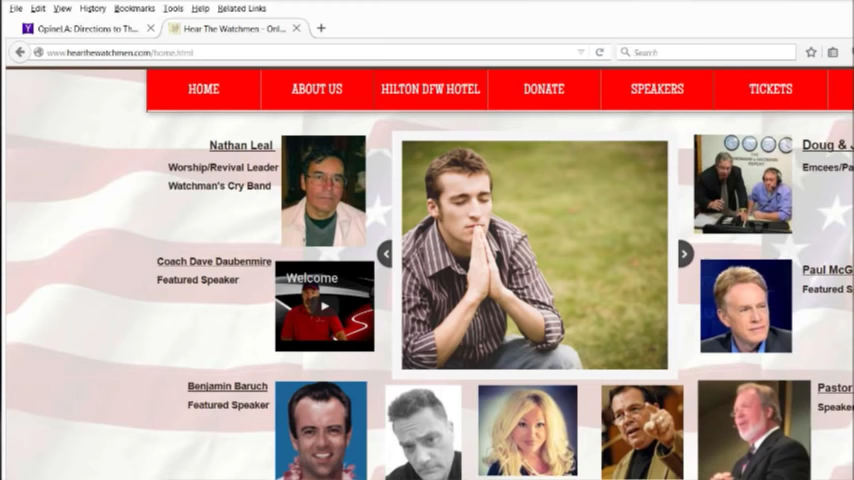 File Edit View History Bookmarks Tools Help Related Links
OpineLA: Directions to Th...
Hear The Watchmen - Onl...
www.hearthewatchmen.com/home.html
Search
HOME
ABOUT US
HILTON DFW HOTEL
DONATE
SPEAKERS
TICKETS
Nathan Leal
Worship/Revival Leader
Watchman's Cry Band
Doug & J
Emcees/Pa
Coach Dave Daubenmire
Featured Speaker
Welcome
Paul McG
Featured S
Benjamin Baruch
Featured Speaker
Pastor
Speaker